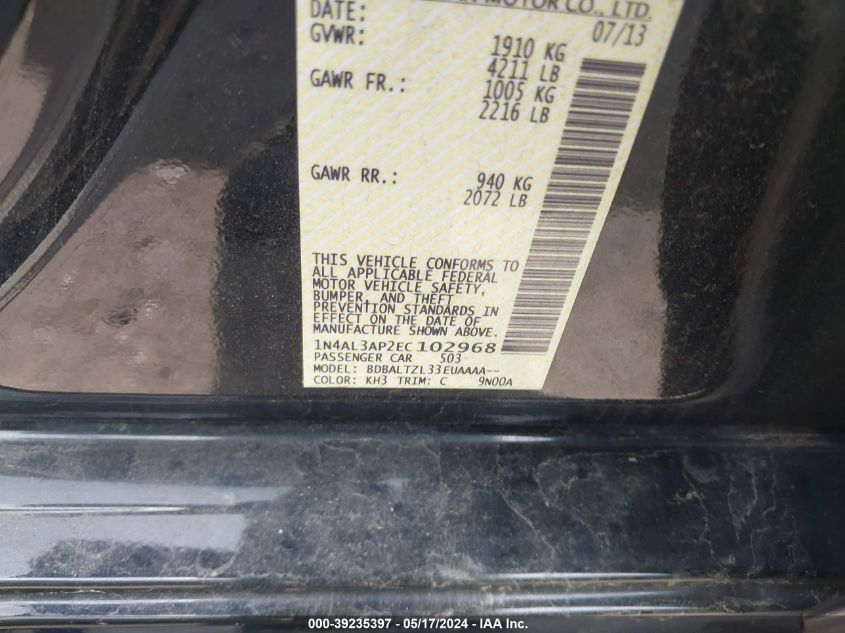 MOTOR CO., LTD.
DATE: 07/13
GVWR: 1910 KG
4211 LB
GAWR FR.: 1005 KG
2216 LB
GAWR RR.: 940 KG
2072 LB
THIS VEHICLE CONFORMS TO
ALL APPLICABLE FEDERAL
MOTOR VEHICLE SAFETY,
BUMPER, AND THEFT
PREVENTION STANDARDS IN
EFFECT ON THE DATE OF
MANUFACTURE SHOWN ABOVE.
1N4AL3AP2EC102968
PASSENGER CAR 503
MODEL: BDBALTZL33EUAAAA--
COLOR: KH3 TRIM: C 9N00A
000-39235397 - 05/17/2024 - IAA Inc.